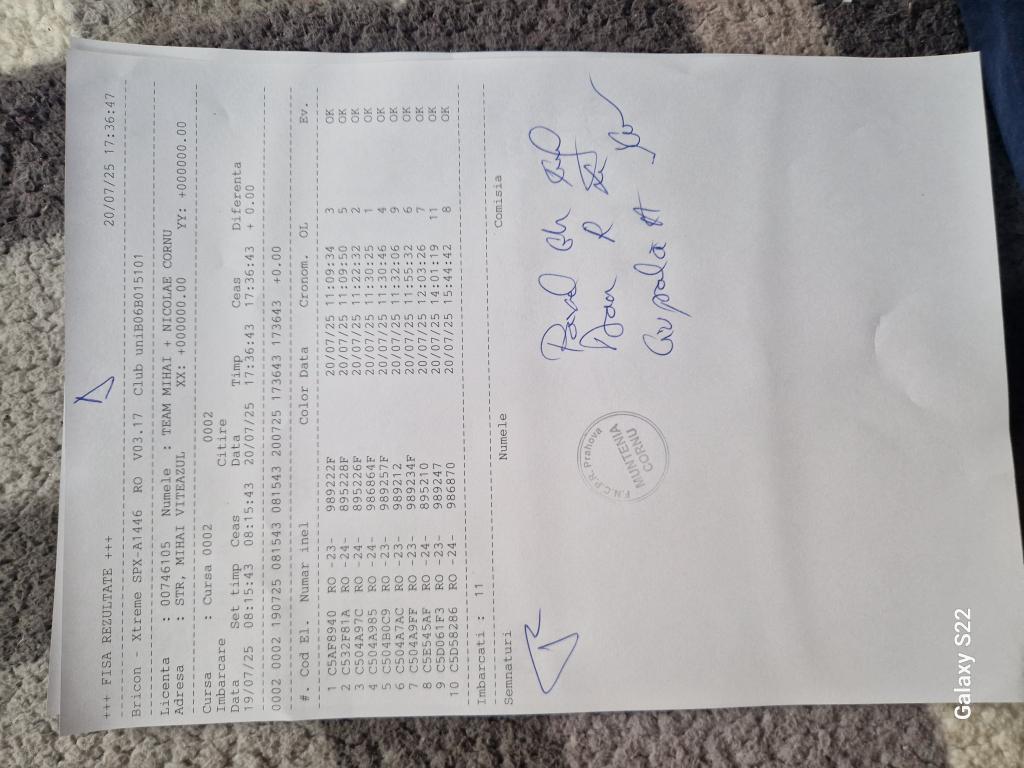 +++ FISA REZULTATE +++ 20/07/25 17:36:47
Bricon - Xtreme SPX-A1446 RO V03.17 Club uniB06B015101
Licenta : 00746105 Numele : TEAM MIHAI + NICOLAE CORNU
Adresa : STR, MIHAI VITEAZUL XX: +000000.00 YY: +000000.00
Cursa : Cursa 0002 0002
Imbarcare Citire
Data Set timp Ceas Data Timp Ceas Diferenta
19/07/25 08:15:43 08:15:43 20/07/25 17:36:43 17:36:43 + 0.00
0002 0002 190725 081543 081543 200725 173643 173643 +0.00
#. Cod El. Numar inel Color Data Cronom. OL Ev.
1 C5AF8940 RO -23- 989222F 20/07/25 11:09:34 3 OK
2 C532F81A RO -24- 895228F 20/07/25 11:09:50 5 OK
3 C504A97C RO -24- 895226F 20/07/25 11:22:32 2 OK
4 C504A985 RO -24- 986864F 20/07/25 11:30:25 1 OK
5 C504B0C9 RO -23- 989257F 20/07/25 11:30:46 4 OK
6 C504A7AC RO -23- 989212 20/07/25 11:32:06 9 OK
7 C504A9FF RO -23- 989234F 20/07/25 11:55:32 6 OK
8 C5E545AF RO -24- 895210 20/07/25 12:03:26 7 OK
9 C5D061F3 RO -23- 989247 20/07/25 14:01:19 11 OK
10 C5D58286 RO -24- 986870 20/07/25 15:44:42 8 OK
Imbarcati : 11
Semnaturi Numele Comisia
F.N.C.P.R. Prahova
MUNTENIA
CORNU
Galaxy S22